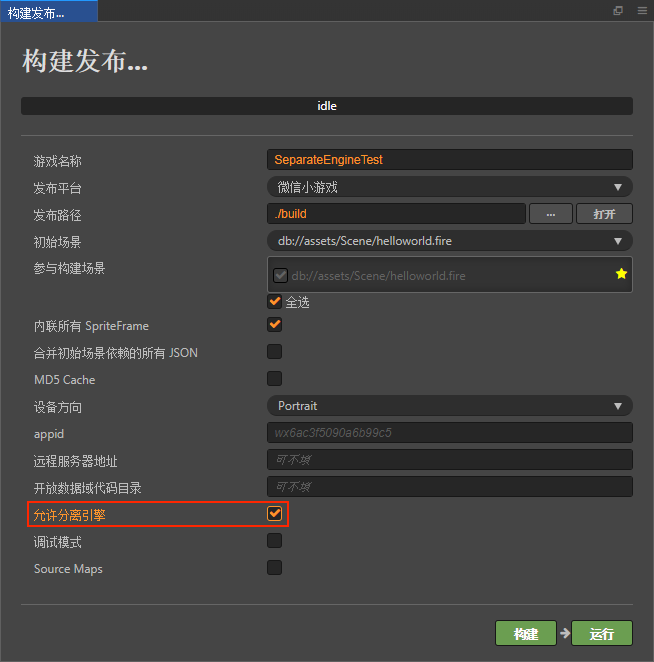 构建发布...
构建发布...
idle
游戏名称 SeparateEngineTest
发布平台 微信小游戏
发布路径 ./build ... 打开
初始场景 db://assets/Scene/helloworld.fire
参与构建场景 db://assets/Scene/helloworld.fire
全选
内联所有 SpriteFrame
合并初始场景依赖的所有 JSON
MD5 Cache
设备方向 Portrait
appid wx6ac3f5090a6b99c5
远程服务器地址 可不填
开放数据域代码目录 可不填
允许分离引擎
调试模式
Source Maps
构建 运行